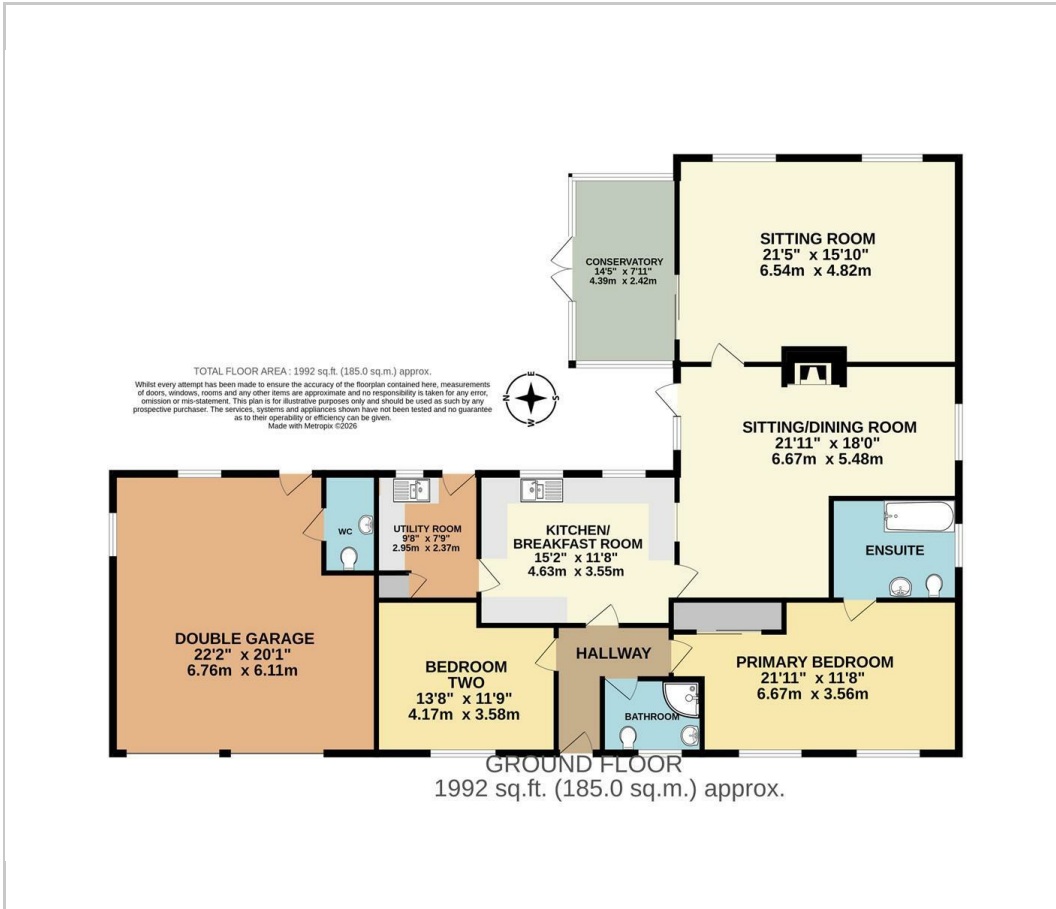 SITTING ROOM
21'5" x 15'10"
6.54m x 4.82m
CONSERVATORY
14'5" x 7'11"
4.39m x 2.42m
TOTAL FLOOR AREA : 1992 sq.ft. (185.0 sq.m.) approx.
Whilst every attempt has been made to ensure the accuracy of the floorplan contained here, measurements
of doors, windows, rooms and any other items are approximate and no responsibility is taken for any error,
omission or mis-statement. This plan is for illustrative purposes only and should be used as such by any
prospective purchaser. The services, systems and appliances shown have not been tested and no guarantee
as to their operability or efficiency can be given.
Made with Metropix ©2026
E
N
S
W
SITTING/DINING ROOM
21'11" x 18'0"
6.67m x 5.48m
WC
UTILITY ROOM
9'8" x 7'9"
2.95m x 2.37m
KITCHEN/
BREAKFAST ROOM
15'2" x 11'8"
4.63m x 3.55m
ENSUITE
DOUBLE GARAGE
22'2" x 20'1"
6.76m x 6.11m
BEDROOM
TWO
13'8" x 11'9"
4.17m x 3.58m
HALLWAY
PRIMARY BEDROOM
21'11" x 11'8"
6.67m x 3.56m
BATHROOM
GROUND FLOOR
1992 sq.ft. (185.0 sq.m.) approx.